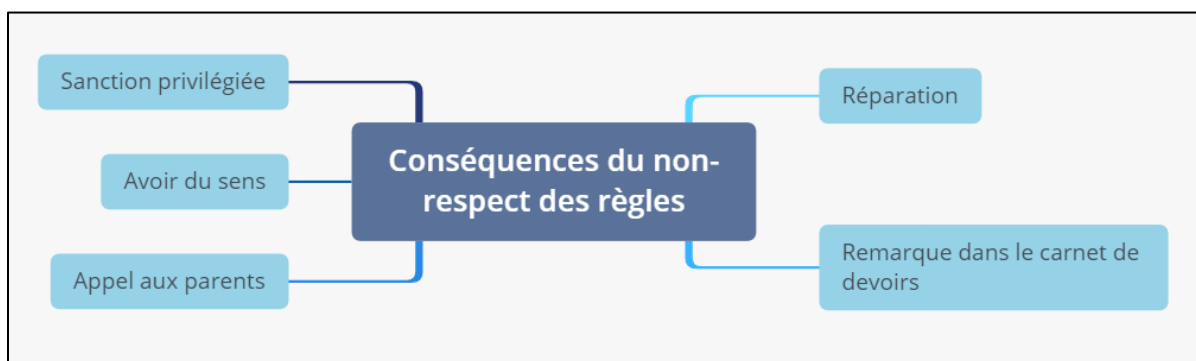 Sanction privilégiée
Avoir du sens
Appel aux parents
Conséquences du non-
respect des règles
Réparation
Remarque dans le carnet de
devoirs